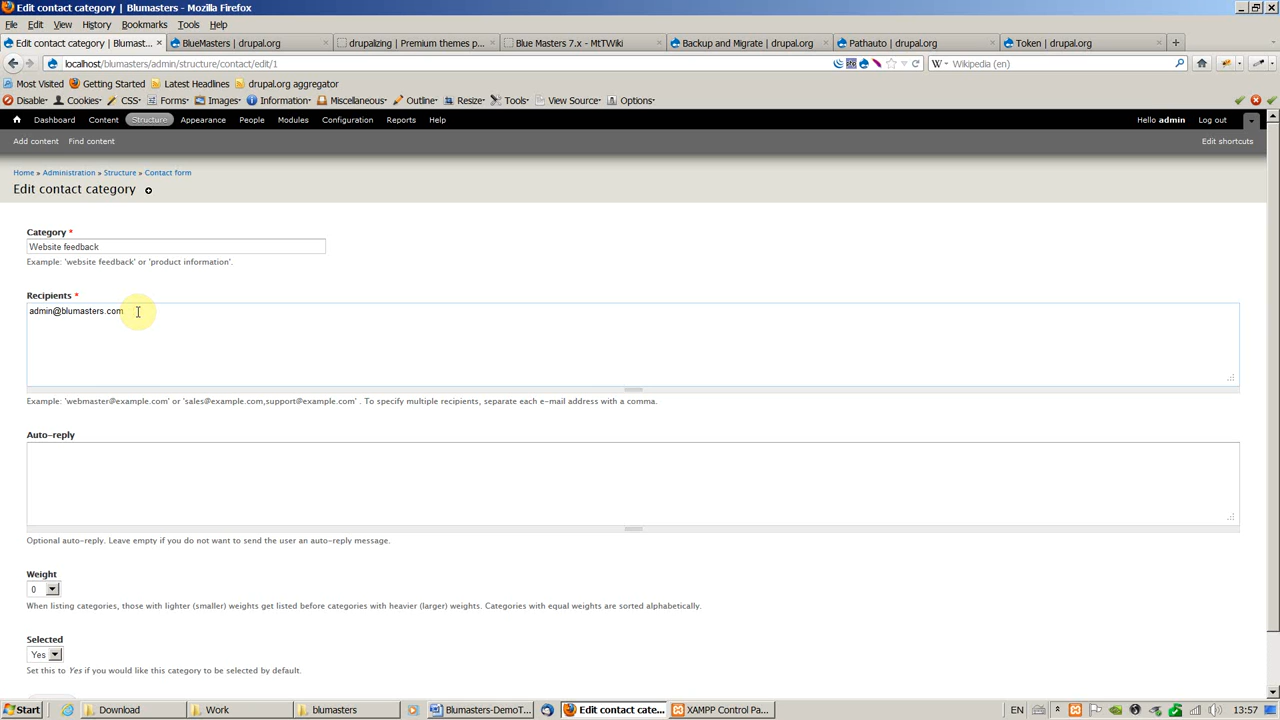 Edit contact category | Blumasters - Mozilla Firefox
File Edit View History Bookmarks Tools Help
Edit contact category | Blumast... × BlueMasters | drupal.org × drupalizing | Premium themes p... × Blue Masters 7.x - MtTWiki × Backup and Migrate | drupal.org × Pathauto | drupal.org × Token | drupal.org ×
localhost/blumasters/admin/structure/contact/edit/1 W Wikipedia (en)
Most Visited Getting Started Latest Headlines drupal.org aggregator
Disable Cookies CSS Forms Images Information Miscellaneous Outline Resize Tools View Source Options
Dashboard Content Structure Appearance People Modules Configuration Reports Help Hello admin Log out
Add content Find content Edit shortcuts
Home » Administration » Structure » Contact form
Edit contact category
Category *
Website feedback
Example: 'website feedback' or 'product information'.
Recipients *
admin@blumasters.com
Example: 'webmaster@example.com' or 'sales@example.com,support@example.com' . To specify multiple recipients, separate each e-mail address with a comma.
Auto-reply
Optional auto-reply. Leave empty if you do not want to send the user an auto-reply message.
Weight
0
When listing categories, those with lighter (smaller) weights get listed before categories with heavier (larger) weights. Categories with equal weights are sorted alphabetically.
Selected
Yes
Set this to Yes if you would like this category to be selected by default.
Start Download Work blumasters Blumasters-DemoT... Edit contact cate... XAMPP Control Pa... EN 13:57